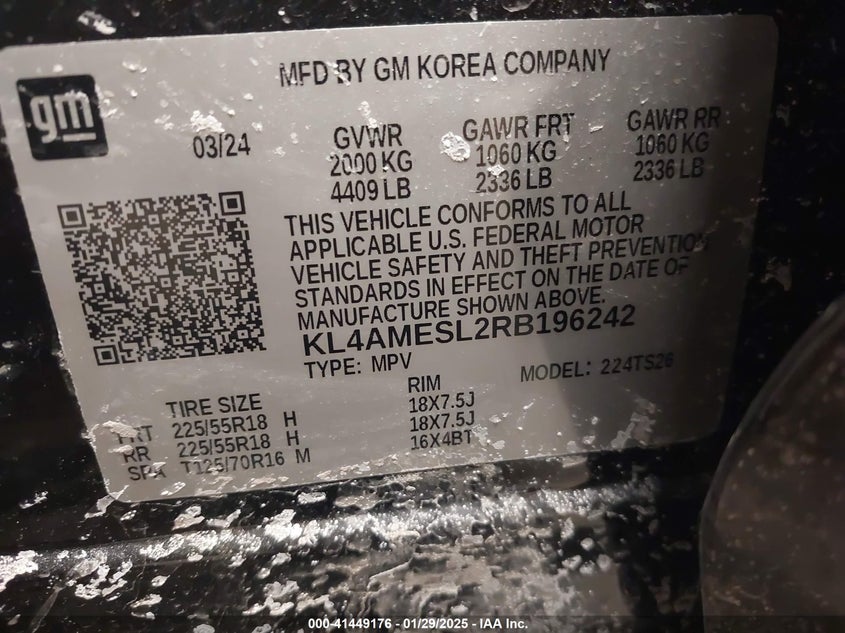 MFD BY GM KOREA COMPANY
gm
03/24
GVWR GAWR FRT GAWR RR
2000 KG 1060 KG 1060 KG
4409 LB 2336 LB 2336 LB
THIS VEHICLE CONFORMS TO ALL
APPLICABLE U.S. FEDERAL MOTOR
VEHICLE SAFETY AND THEFT PREVENTION
STANDARDS IN EFFECT ON THE DATE OF
MANUFACTURE SHOWN ABOVE.
KL4AMESL2RB196242
TYPE: MPV MODEL: 224TS26
TIRE SIZE RIM
FRT 225/55R18 H 18X7.5J
RR 225/55R18 H 18X7.5J
SPA T125/70R16 M 16X4BT
000-41449176 - 01/29/2025 - IAA Inc.